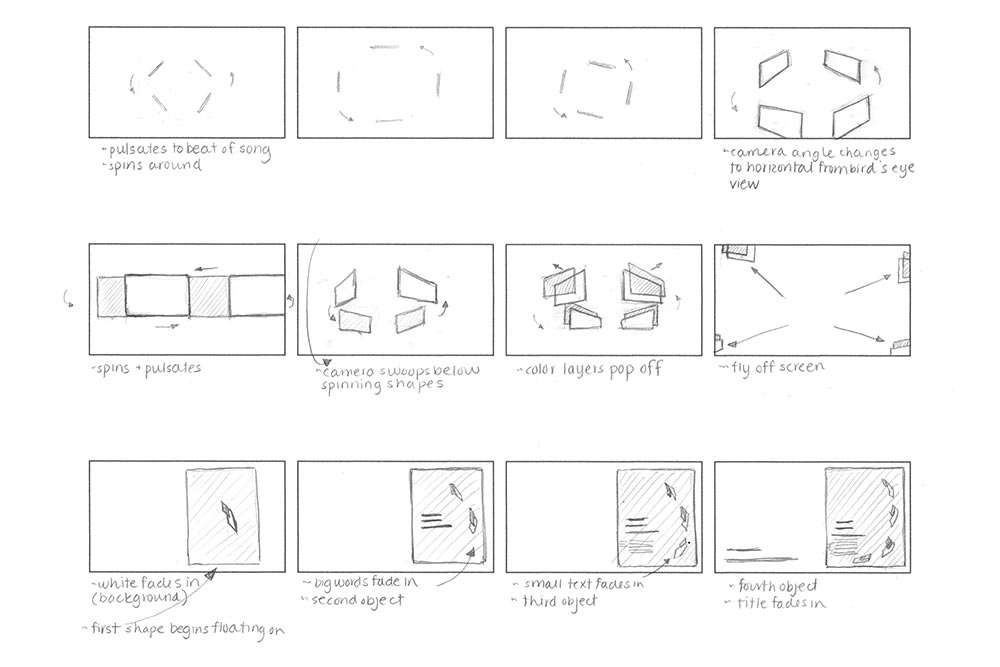 ~pulsates to beat of song
~spins around
~camera angle changes
to horizontal from bird's eye
view
~spins + pulsates
~camera swoops below
spinning shapes
~color layers pop off
~fly off screen
~white fades in
(background)
~first shape begins floating on
~big words fade in
~second object
~small text fades in
~third object
~fourth object
~title fades in